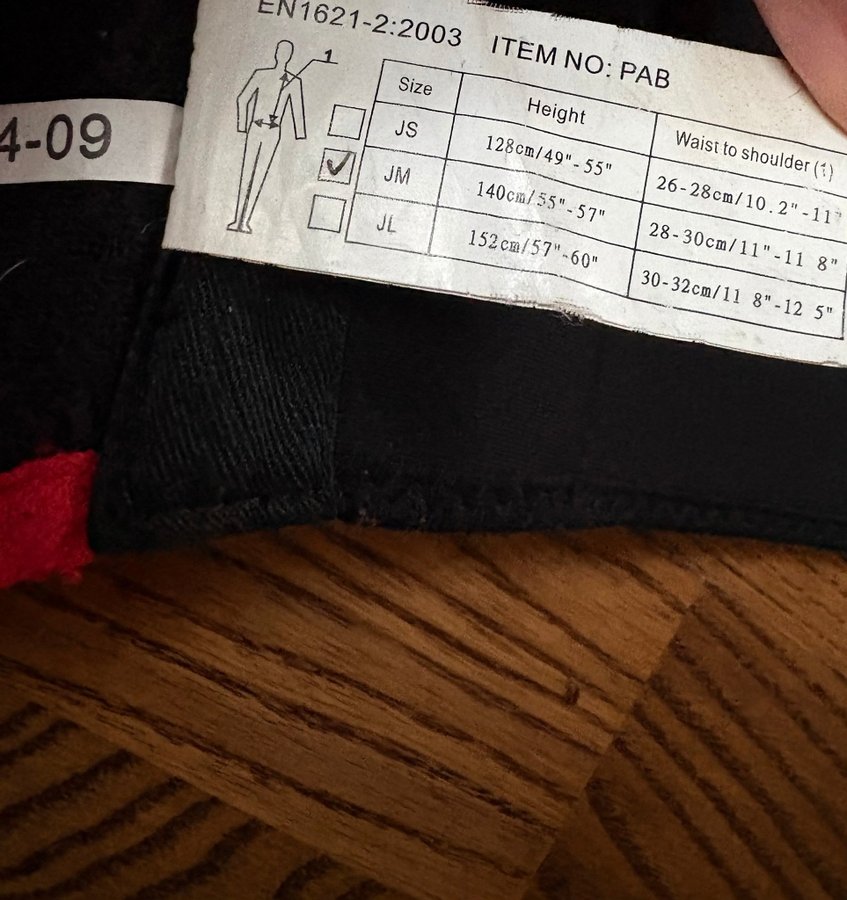 EN1621-2:2003 ITEM NO: PAB
1
Size Height Waist to shoulder (1)
JS 128cm/49"-55" 26-28cm/10.2"-11"
JM 140cm/55"-57" 28-30cm/11"-11 8"
JL 152cm/57"-60" 30-32cm/11 8"-12 5"
4-09